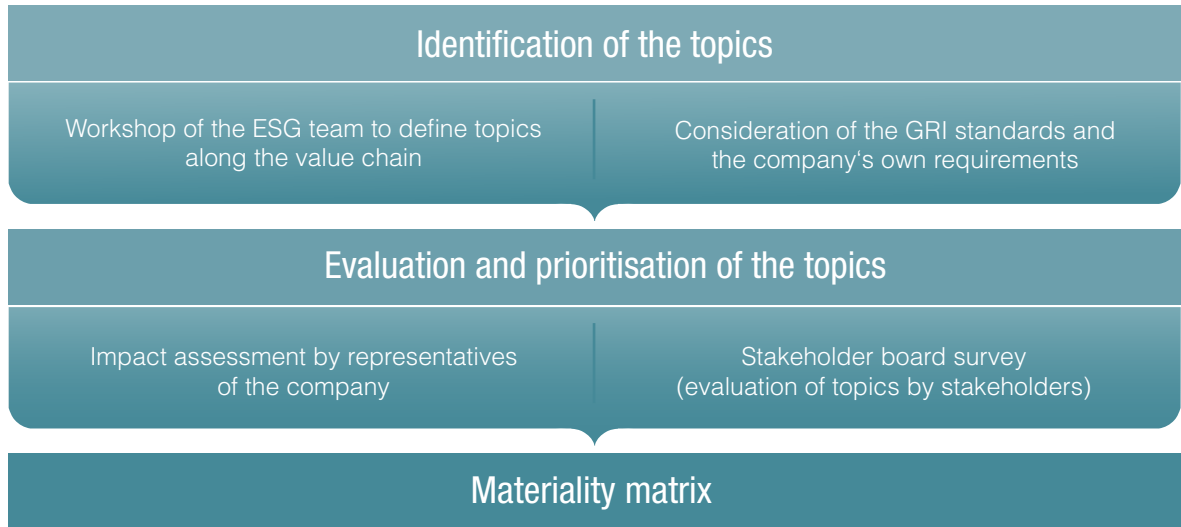 Identification of the topics
Workshop of the ESG team to define topics
along the value chain
Consideration of the GRI standards and
the company‘s own requirements
Evaluation and prioritisation of the topics
Impact assessment by representatives
of the company
Stakeholder board survey
(evaluation of topics by stakeholders)
Materiality matrix